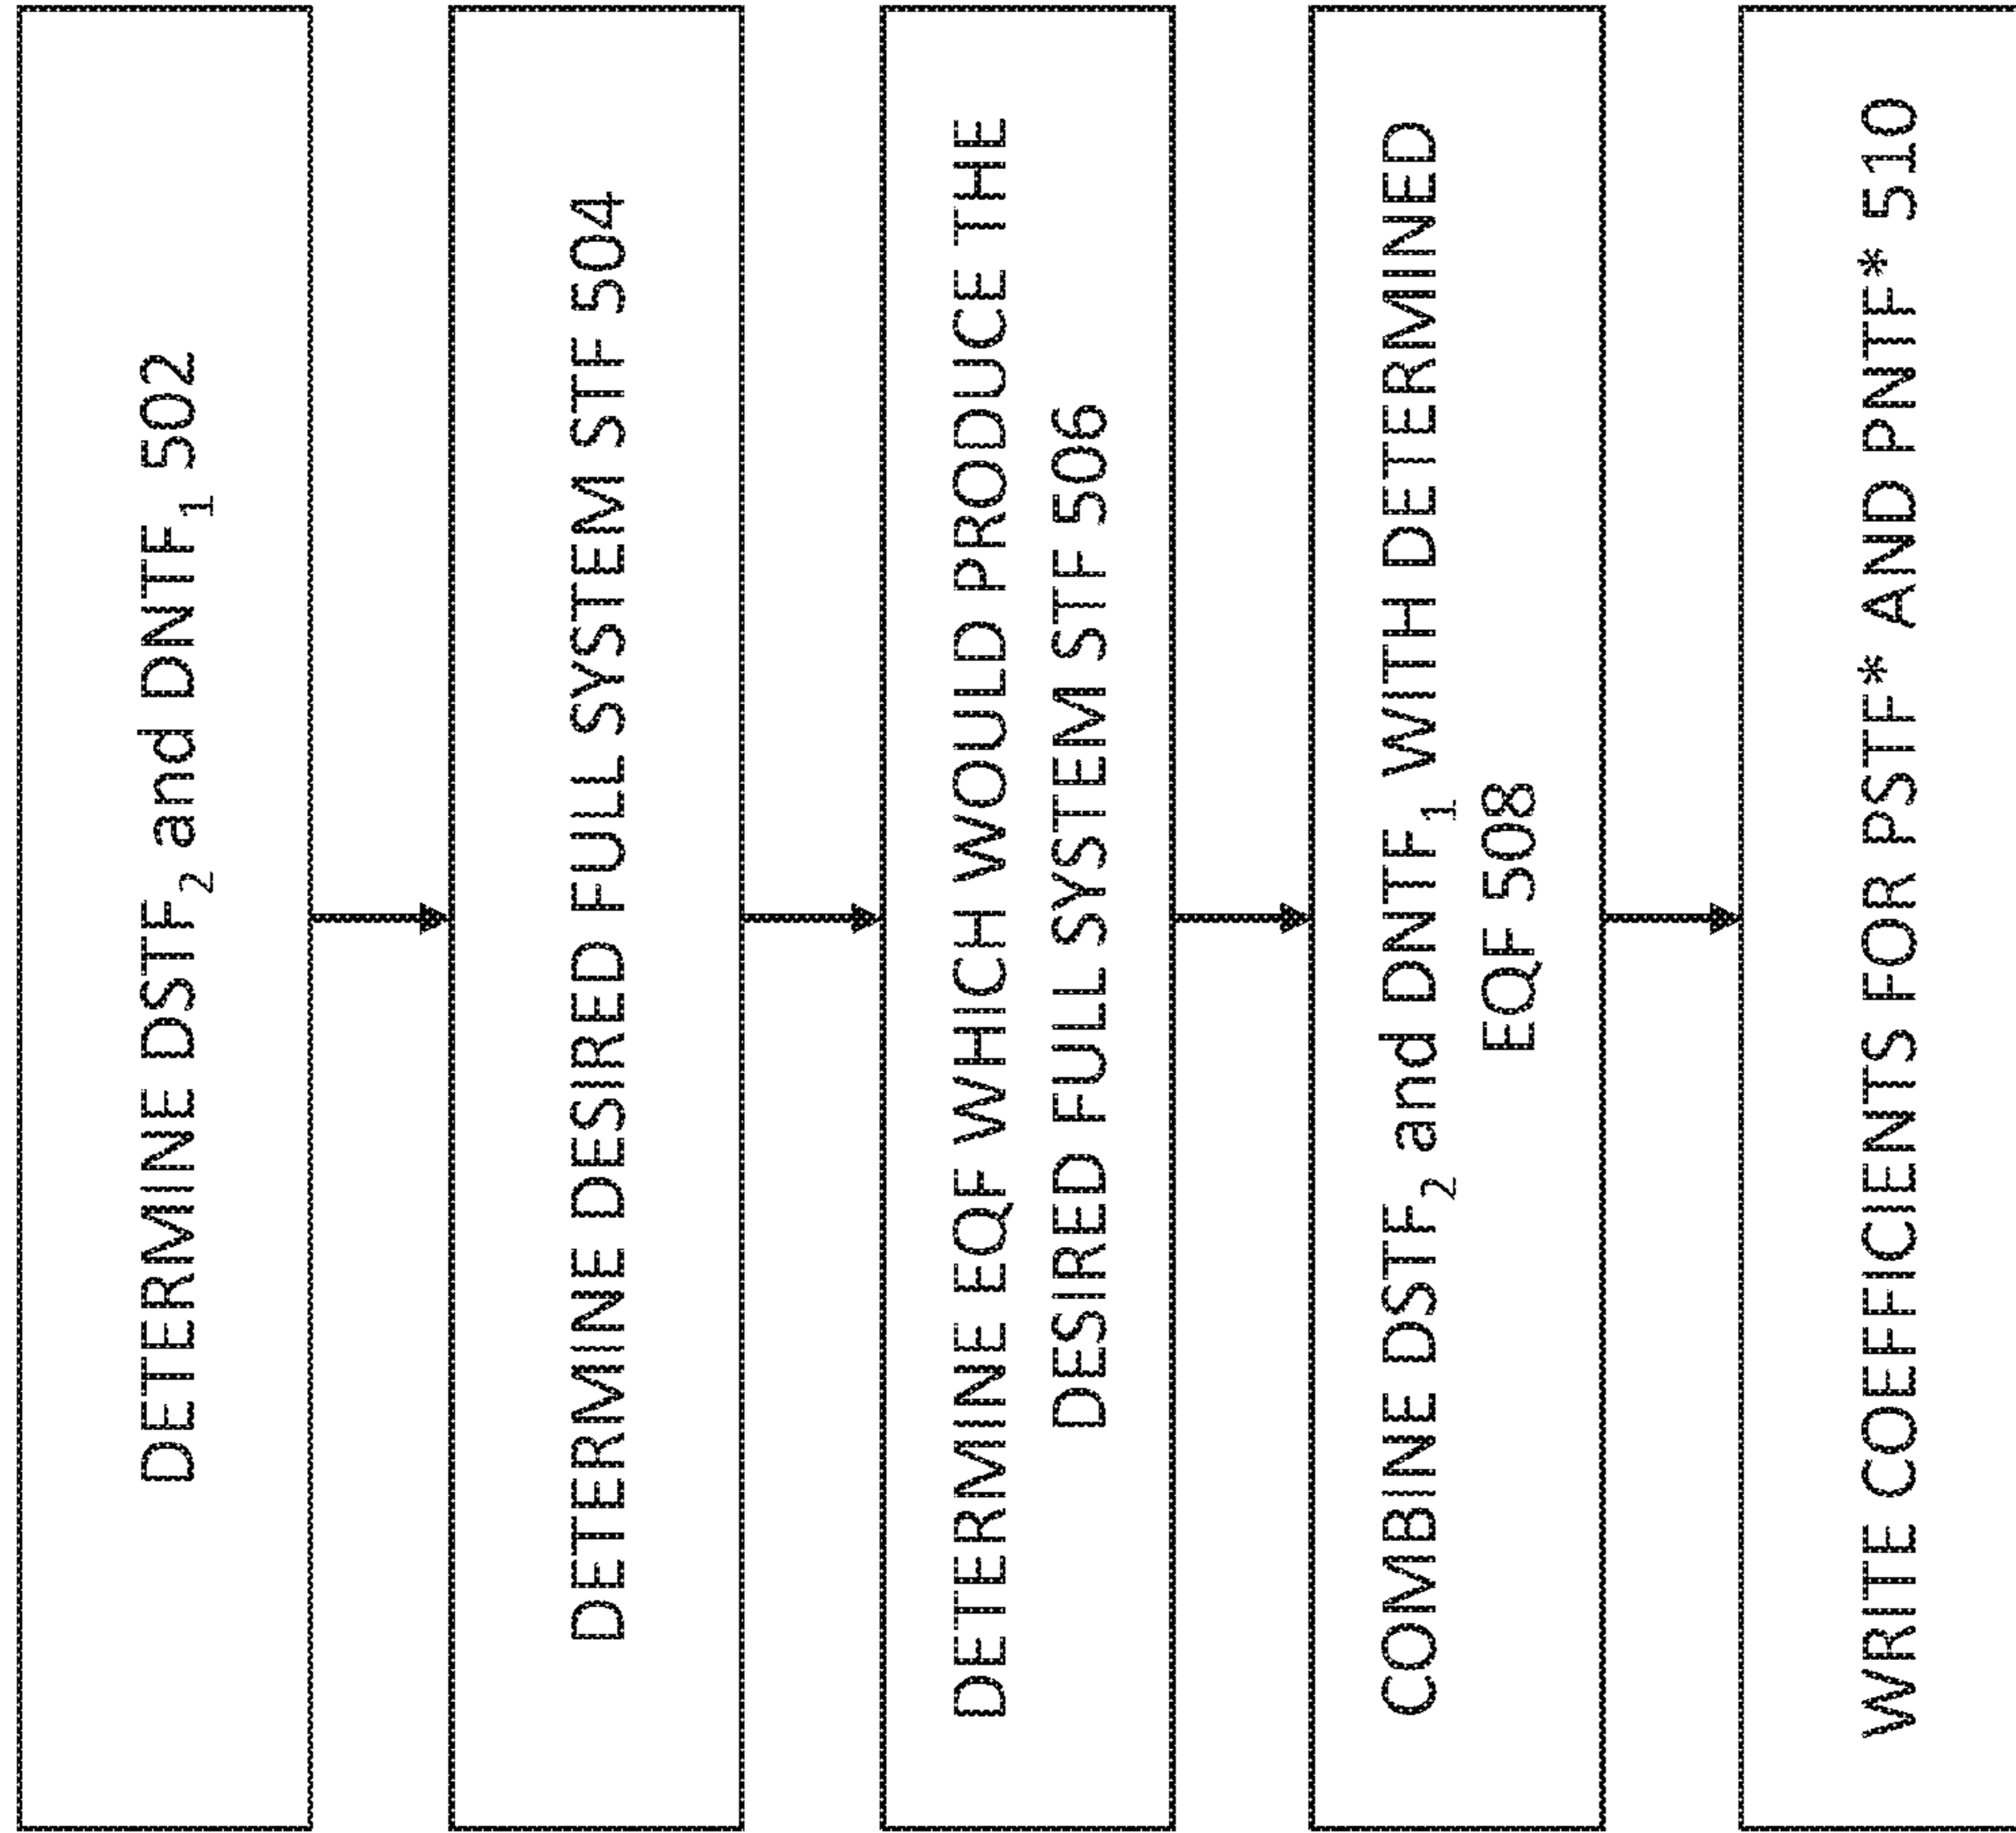 DETERMINE DSTF₂ and DNTF₁ 502
DETERMINE DESIRED FULL SYSTEM STF 504
DETERMINE EQF WHICH WOULD PRODUCE THE
DESIRED FULL SYSTEM STF 506
COMBINE DSTF₂ and DNTF₁ WITH DETERMINED
EQF 508
WRITE COEFFICIENTS FOR PSTF* AND PNTF* 510